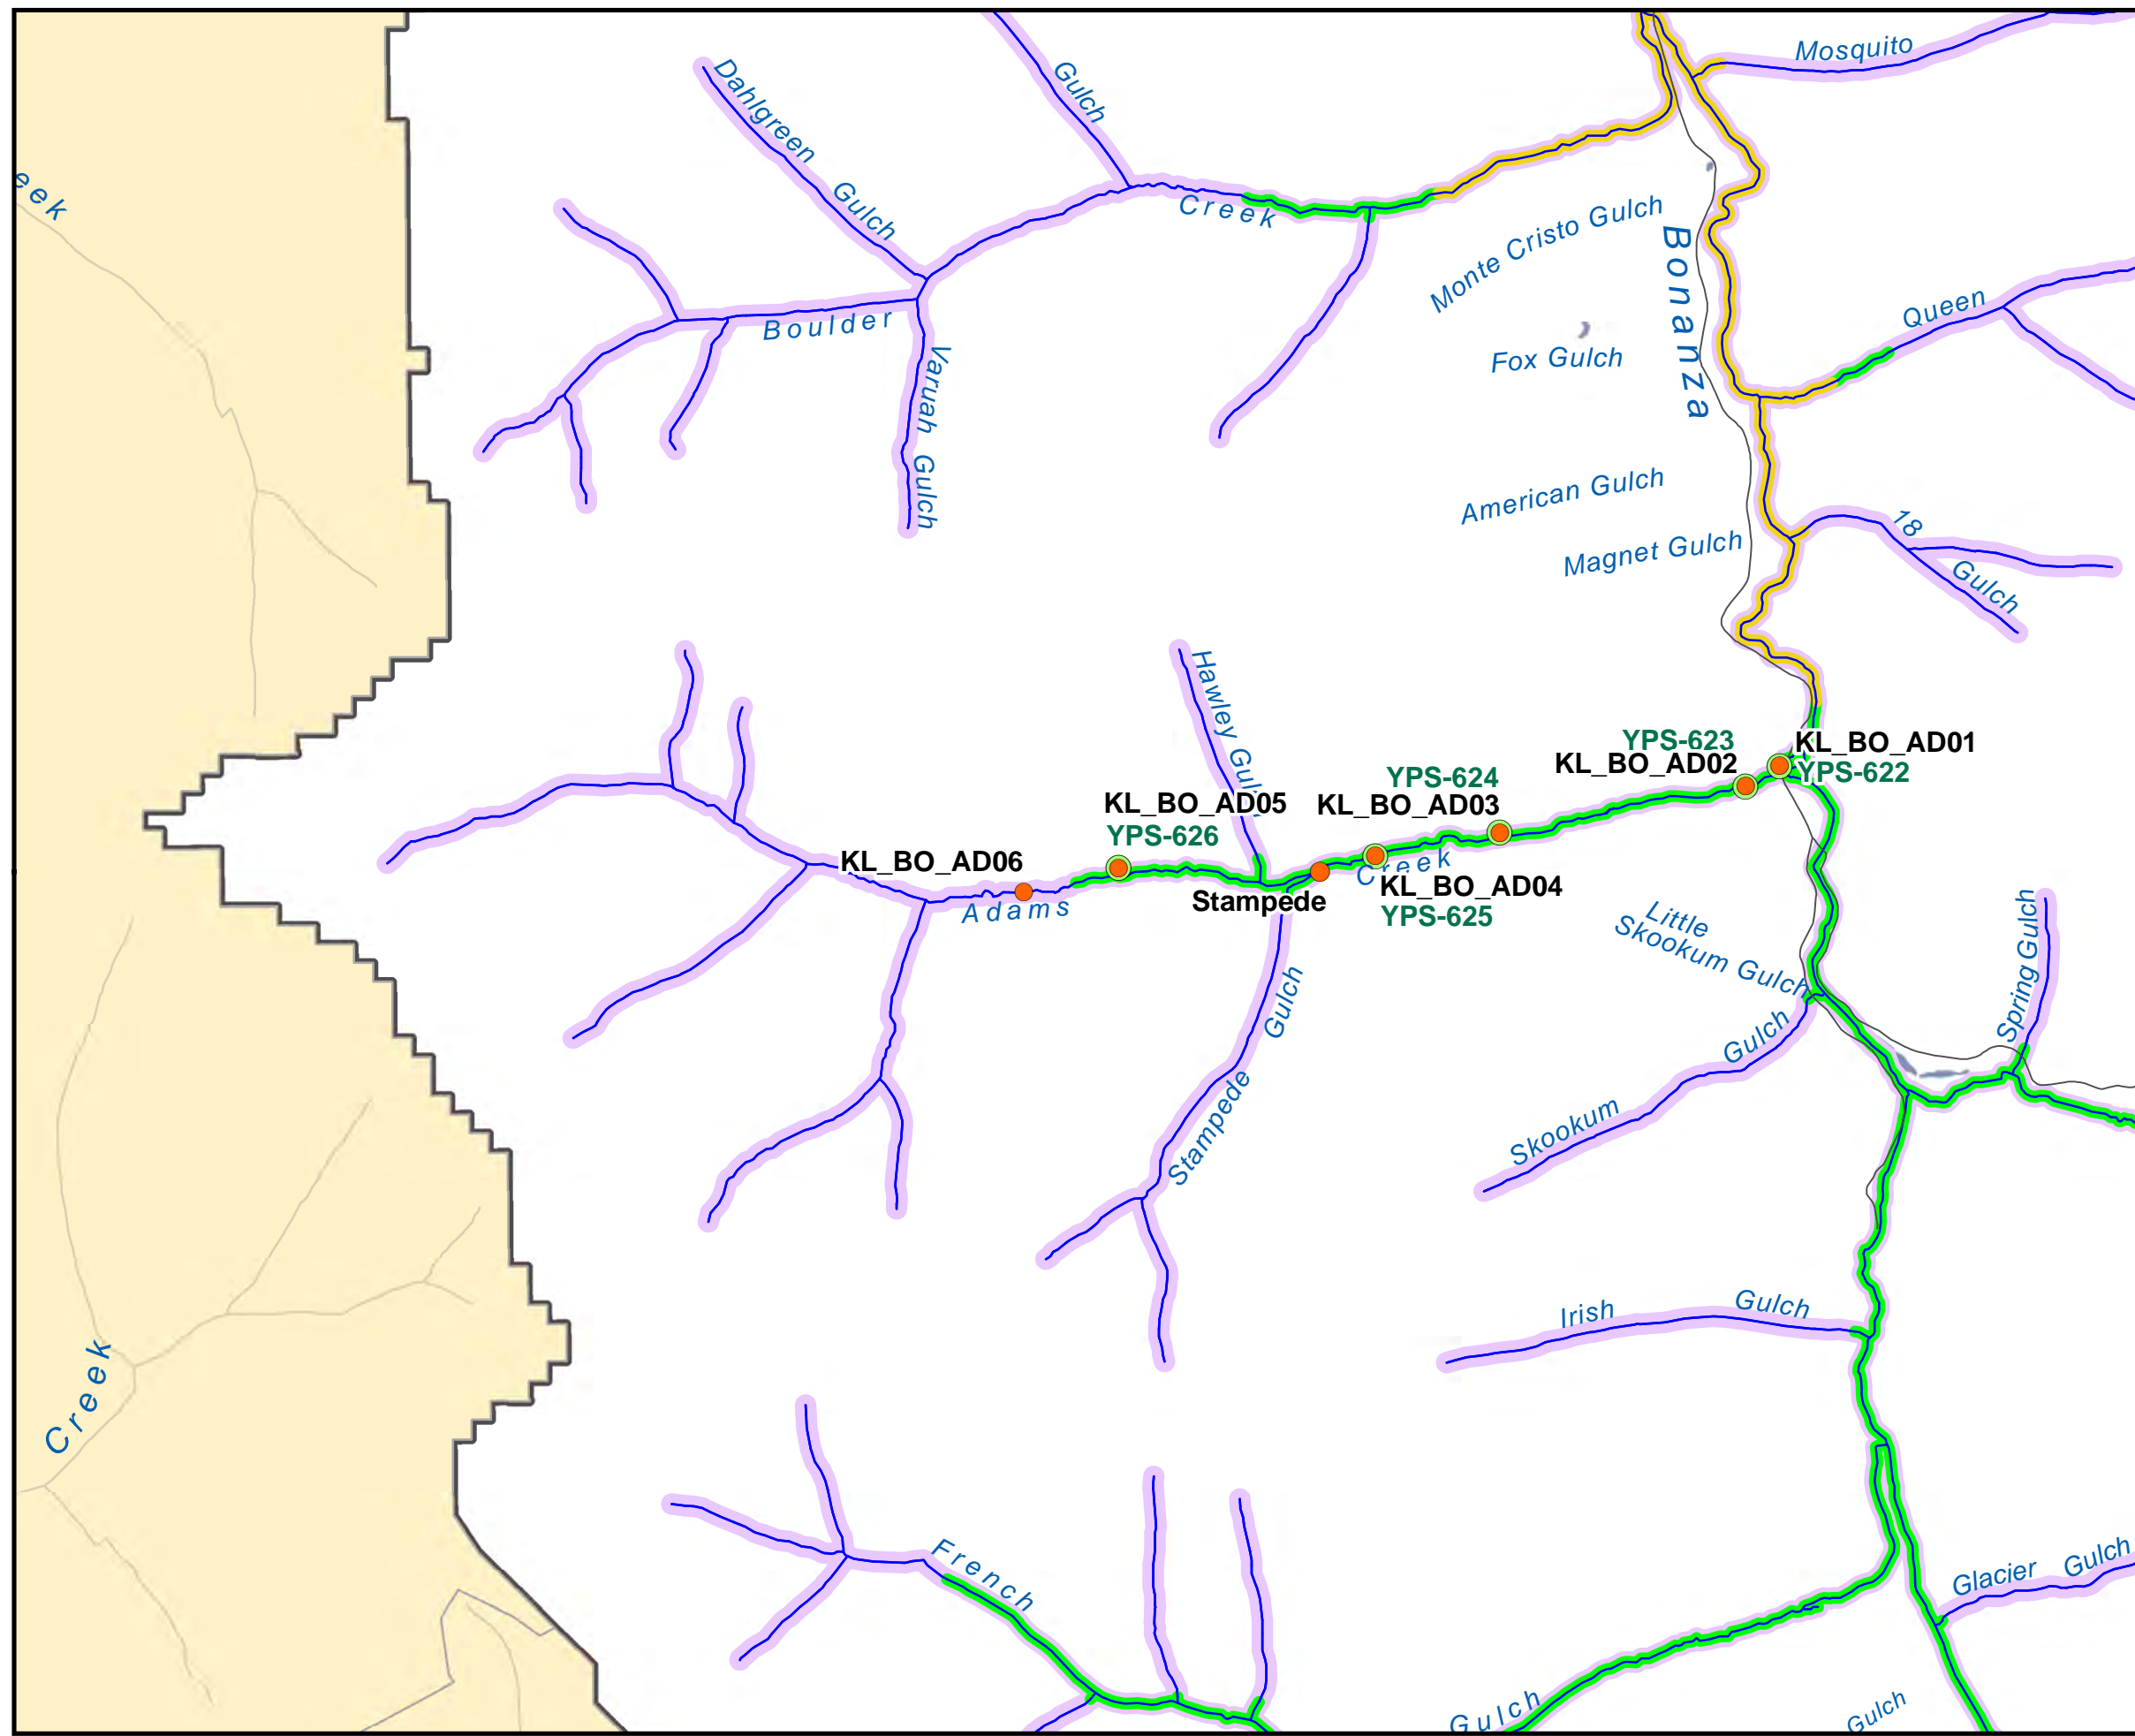 Mosquito
Gulch
Dahlgreen
Gulch
eek
Creek
Monte Cristo Gulch
Bonanza
Queen
Boulder
Varuah Gulch
Fox Gulch
American Gulch
18
Gulch
Magnet Gulch
Hawley Gul
YPS-623
KL_BO_AD01
KL_BO_AD02
YPS-622
YPS-624
KL_BO_AD05
KL_BO_AD03
YPS-626
KL_BO_AD06
Creek
KL_BO_AD04
Stampede
Adams
YPS-625
Little
Skookum Gulch
Spring Gulch
Gulch
Skookum
Gulch
Stampede
Irish
Gulch
Creek
French
Glacier Gulch
Gulch
Gulch